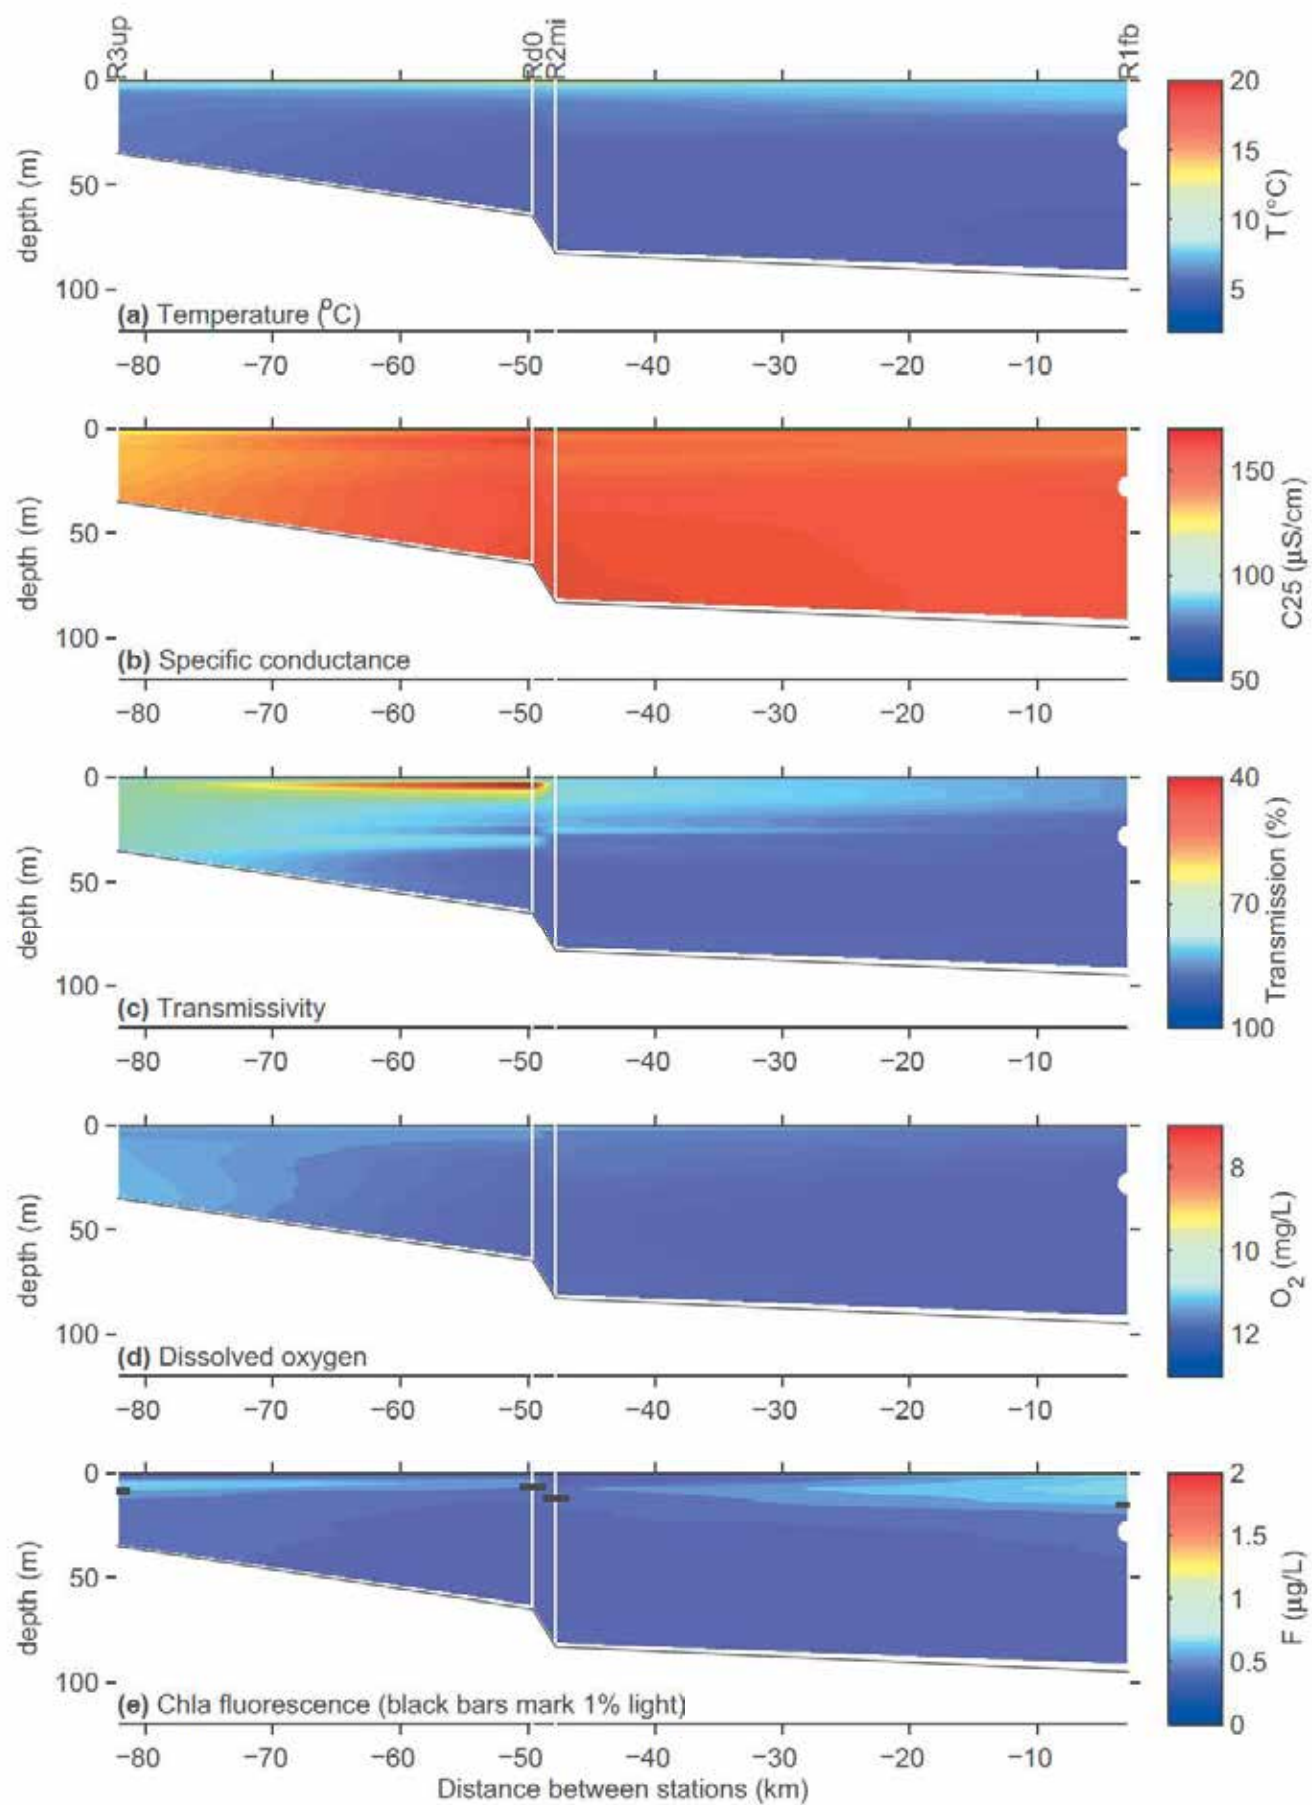 R3up Rd0 R2mi R1fb
0 50 100
depth (m)
20 15 10 5
T (°C)
(a) Temperature (°C)
−80 −70 −60 −50 −40 −30 −20 −10
0 50 100
depth (m)
150 100 50
C25 (µS/cm)
(b) Specific conductance
−80 −70 −60 −50 −40 −30 −20 −10
0 50 100
depth (m)
40 70 100
Transmission (%)
(c) Transmissivity
−80 −70 −60 −50 −40 −30 −20 −10
0 50 100
depth (m)
8 10 12
O₂ (mg/L)
(d) Dissolved oxygen
−80 −70 −60 −50 −40 −30 −20 −10
0 50 100
depth (m)
2 1.5 1 0.5 0
F (µg/L)
(e) Chla fluorescence (black bars mark 1% light)
−80 −70 −60 −50 −40 −30 −20 −10
Distance between stations (km)